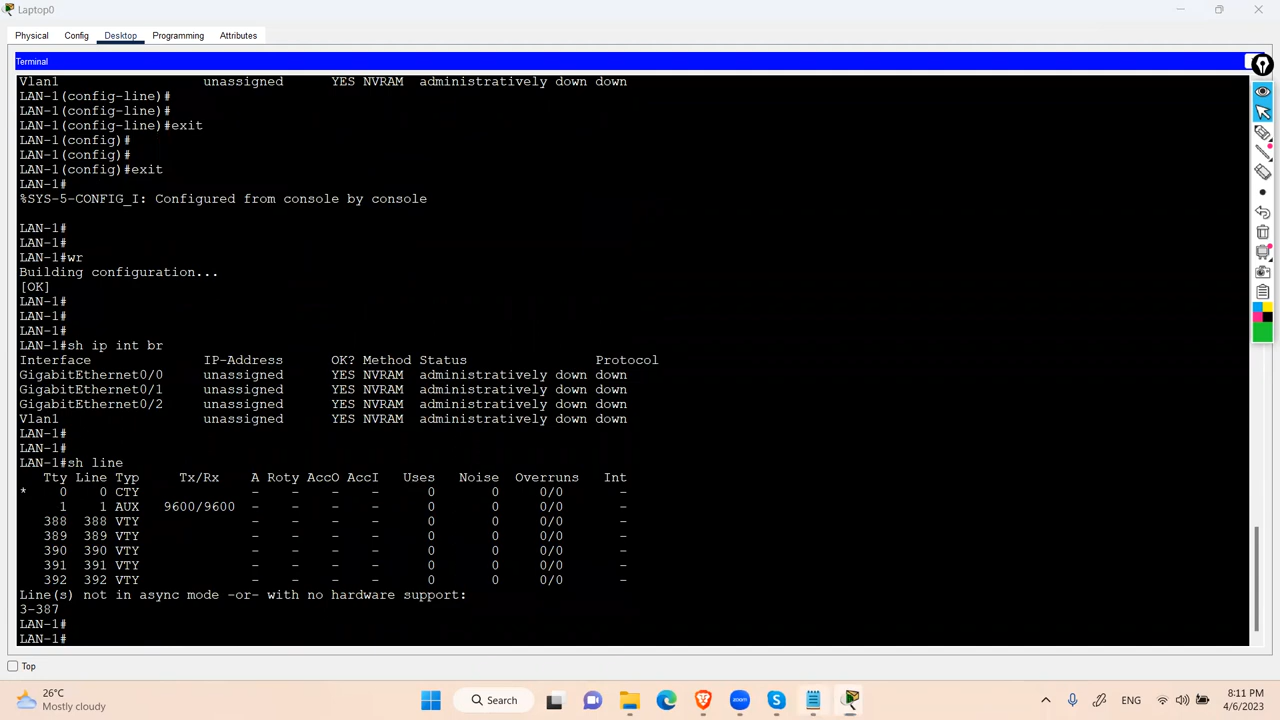 Laptop0
Physical Config Desktop Programming Attributes
Terminal
Vlan1 unassigned YES NVRAM administratively down down
LAN-1(config-line)#
LAN-1(config-line)#
LAN-1(config-line)#exit
LAN-1(config)#
LAN-1(config)#
LAN-1(config)#exit
LAN-1#
%SYS-5-CONFIG_I: Configured from console by console
LAN-1#
LAN-1#
LAN-1#wr
Building configuration...
[OK]
LAN-1#
LAN-1#
LAN-1#
LAN-1#sh ip int br
Interface IP-Address OK? Method Status Protocol
GigabitEthernet0/0 unassigned YES NVRAM administratively down down
GigabitEthernet0/1 unassigned YES NVRAM administratively down down
GigabitEthernet0/2 unassigned YES NVRAM administratively down down
Vlan1 unassigned YES NVRAM administratively down down
LAN-1#
LAN-1#
LAN-1#sh line
Tty Line Typ Tx/Rx A Roty AccO AccI Uses Noise Overruns Int
* 0 0 CTY - - - - 0 0 0/0 -
1 1 AUX 9600/9600 - - - - 0 0 0/0 -
388 388 VTY - - - - 0 0 0/0 -
389 389 VTY - - - - 0 0 0/0 -
390 390 VTY - - - - 0 0 0/0 -
391 391 VTY - - - - 0 0 0/0 -
392 392 VTY - - - - 0 0 0/0 -
Line(s) not in async mode -or- with no hardware support:
3-387
LAN-1#
LAN-1#
Top
26°C
Mostly cloudy
Search
zoom
ENG
8:11 PM
4/6/2023